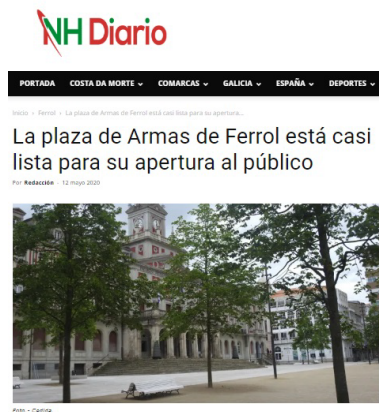 NH Diario
PORTADA COSTA DA MORTE COMARCAS GALICIA ESPAÑA DEPORTES
Inicio › Ferrol › La plaza de Armas de Ferrol está casi lista para su apertura...
La plaza de Armas de Ferrol está casi
lista para su apertura al público
Por Redacción - 12 mayo 2020
Foto - Cedida